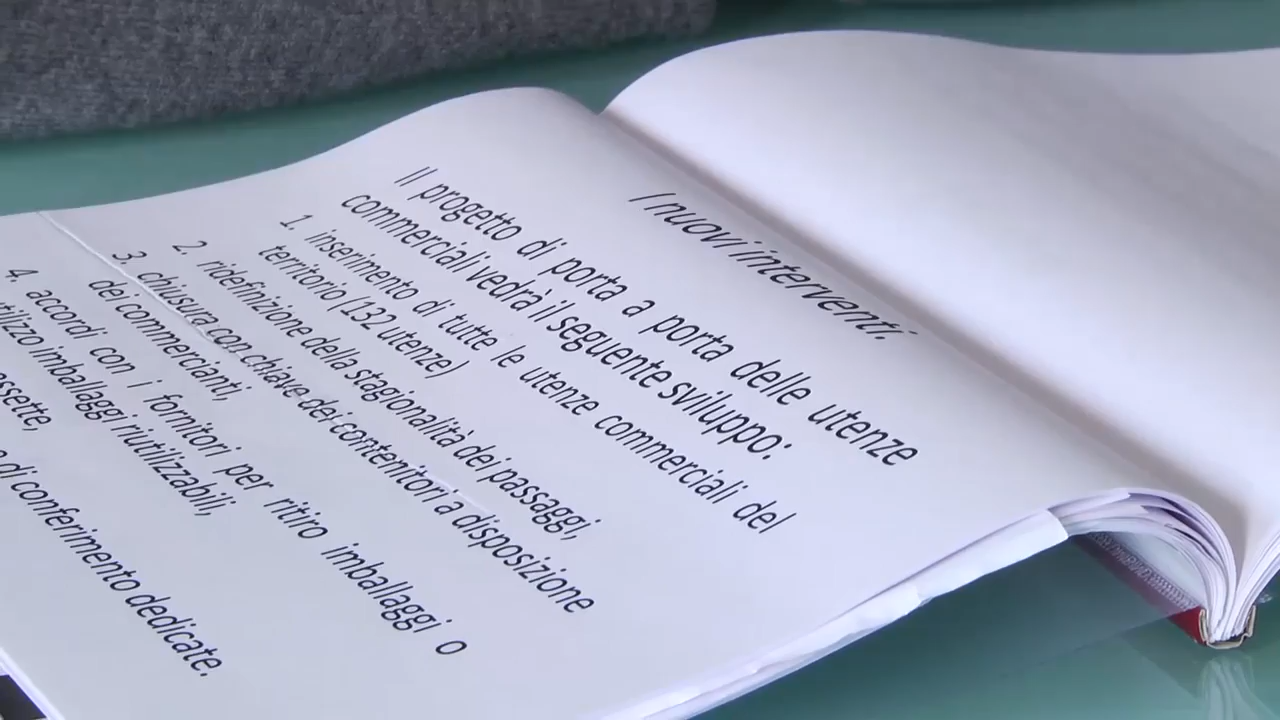 I nuovi interventi:
Il progetto di porta a porta delle utenze
commerciali vedrà il seguente sviluppo:
1. inserimento di tutte le utenze commerciali del
territorio (1132 utenze)
2. ridefinizione della stagionalità dei passaggi,
3. chiusura con chiave dei contenitori a disposizione
dei commercianti,
4. accordi con i fornitori per ritiro imballaggi o
utilizzo imballaggi riutilizzabili,
di conferimento dedicate.